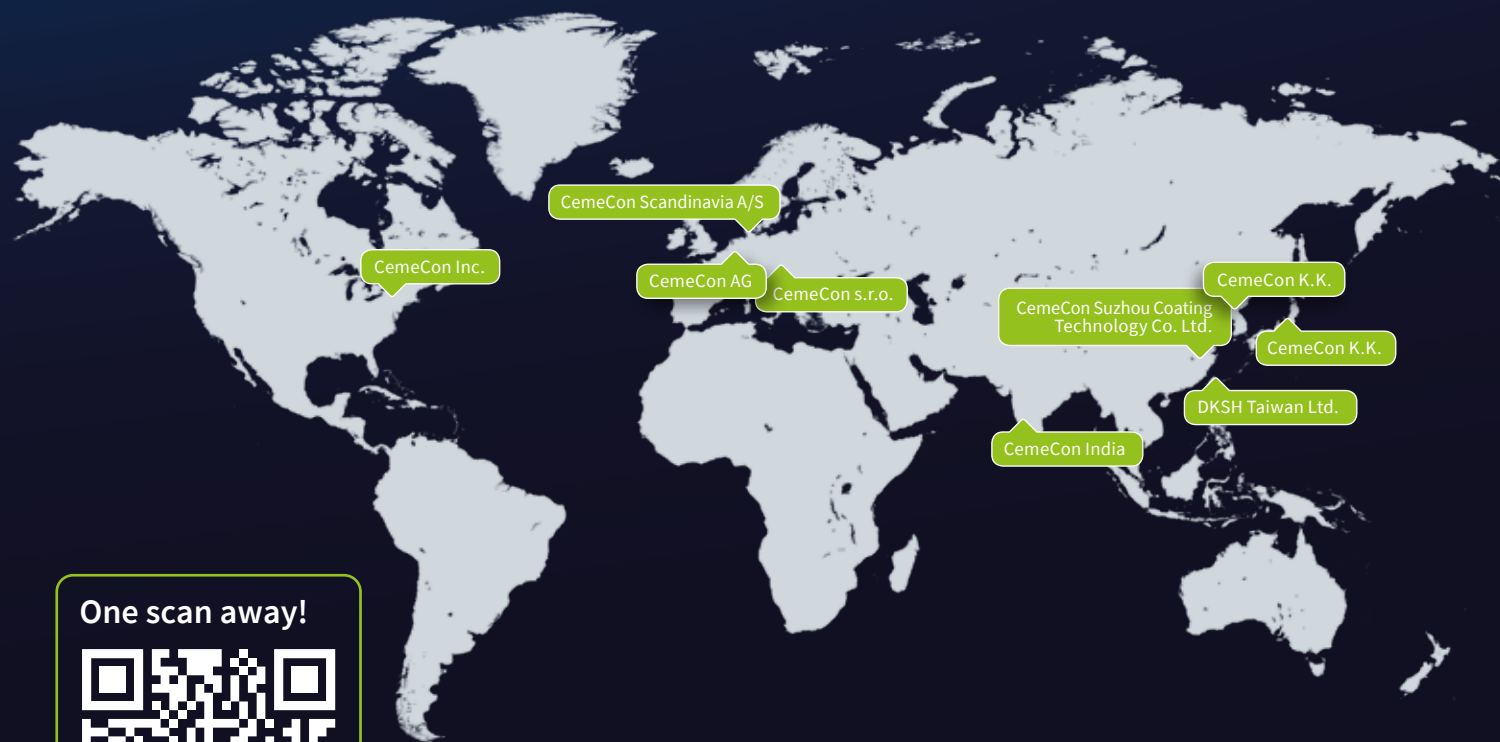 CemeCon Scandinavia A/S
CemeCon Inc.
CemeCon AG
CemeCon s.r.o.
CemeCon K.K.
CemeCon Suzhou Coating
Technology Co. Ltd.
CemeCon K.K.
DKSH Taiwan Ltd.
CemeCon India
One scan away!